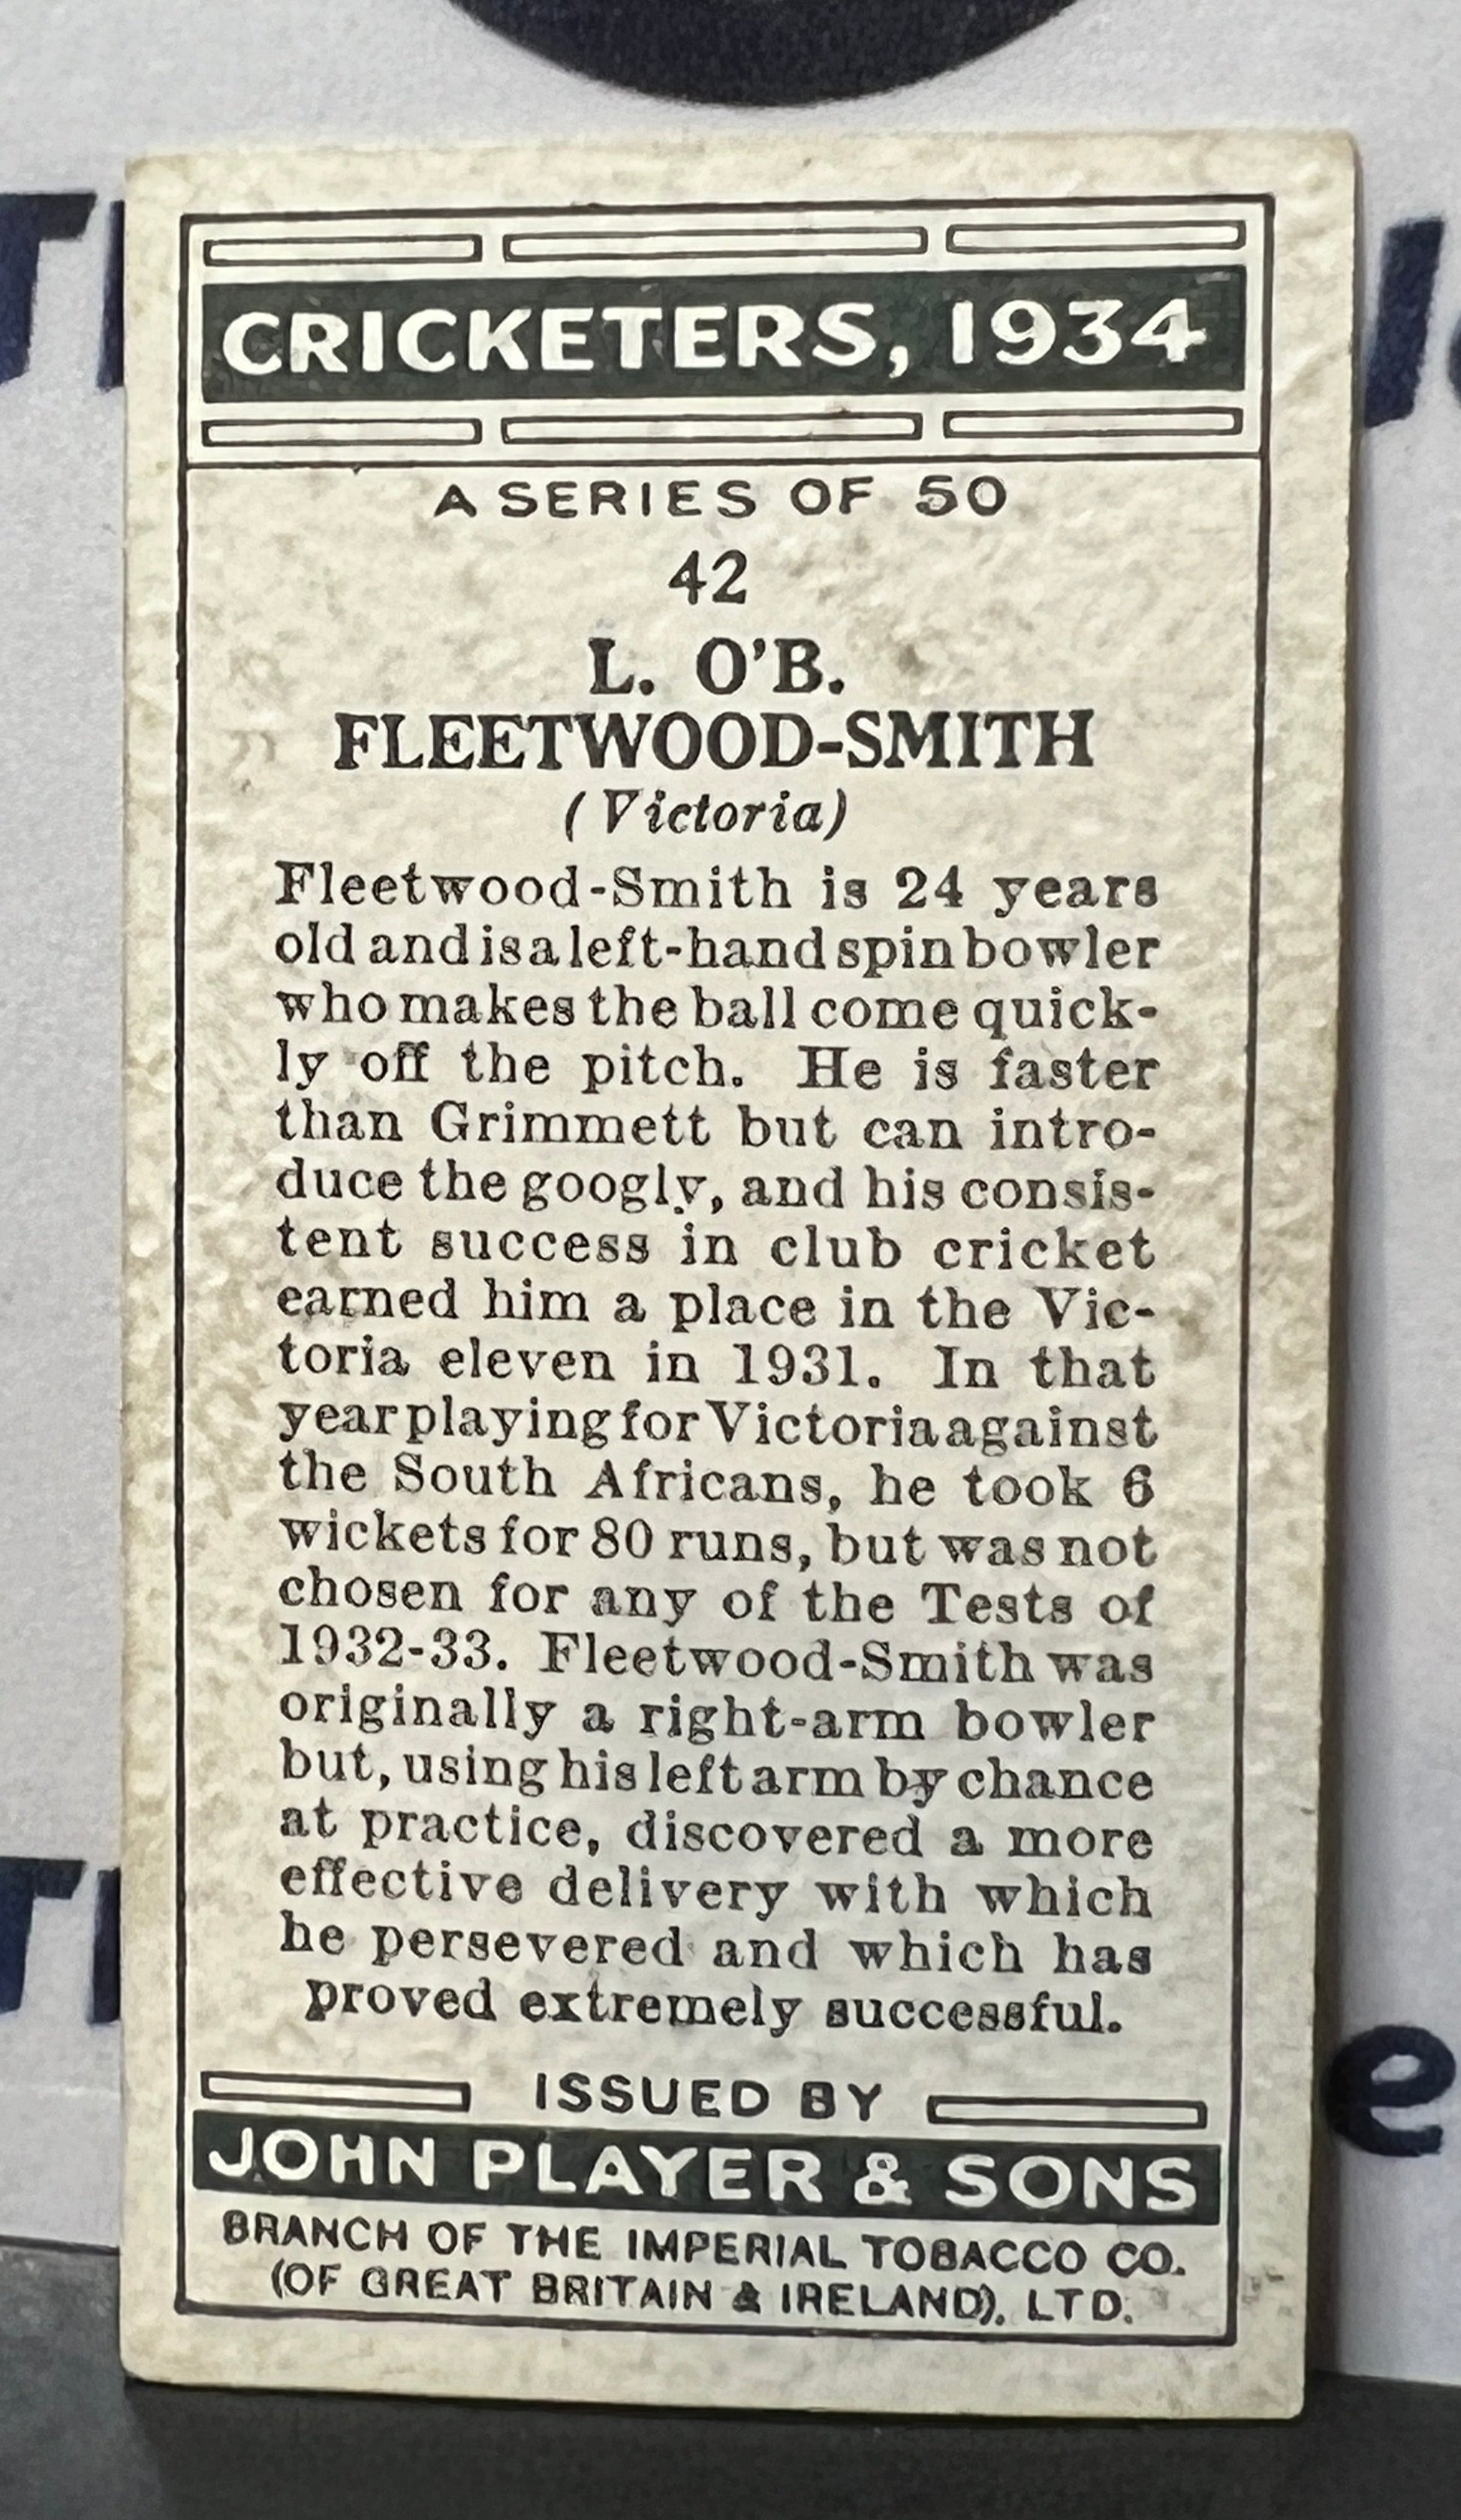 CRICKETERS, 1934
A SERIES OF 50
42
L. O'B.
FLEETWOOD-SMITH
(Victoria)
Fleetwood-Smith is 24 years
old and is a left-hand spin bowler
who makes the ball come quick-
ly off the pitch. He is faster
than Grimmett but can intro-
duce the googly, and his consis-
tent success in club cricket
earned him a place in the Vic-
toria eleven in 1931. In that
year playing for Victoria against
the South Africans, he took 6
wickets for 80 runs, but was not
chosen for any of the Tests of
1932-33. Fleetwood-Smith was
originally a right-arm bowler
but, using his left arm by chance
at practice, discovered a more
effective delivery with which
he persevered and which has
proved extremely successful.
ISSUED BY
JOHN PLAYER & SONS
BRANCH OF THE IMPERIAL TOBACCO CO.
(OF GREAT BRITAIN & IRELAND), LTD.